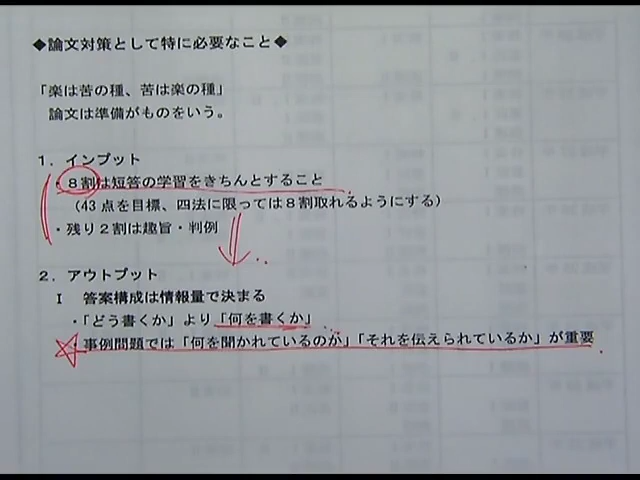 ◆論文対策として特に必要なこと◆
「楽は苦の種、苦は楽の種」
論文は準備がものをいう。
1．インプット
・8割は短答の学習をきちんとすること
（43点を目標、四法に限っては8割取れるようにする）
・残り2割は趣旨・判例
2．アウトプット
Ⅰ 答案構成は情報量で決まる
・「どう書くか」より「何を書くか」
事例問題では「何を聞かれているのか」「それを伝えられているか」が重要